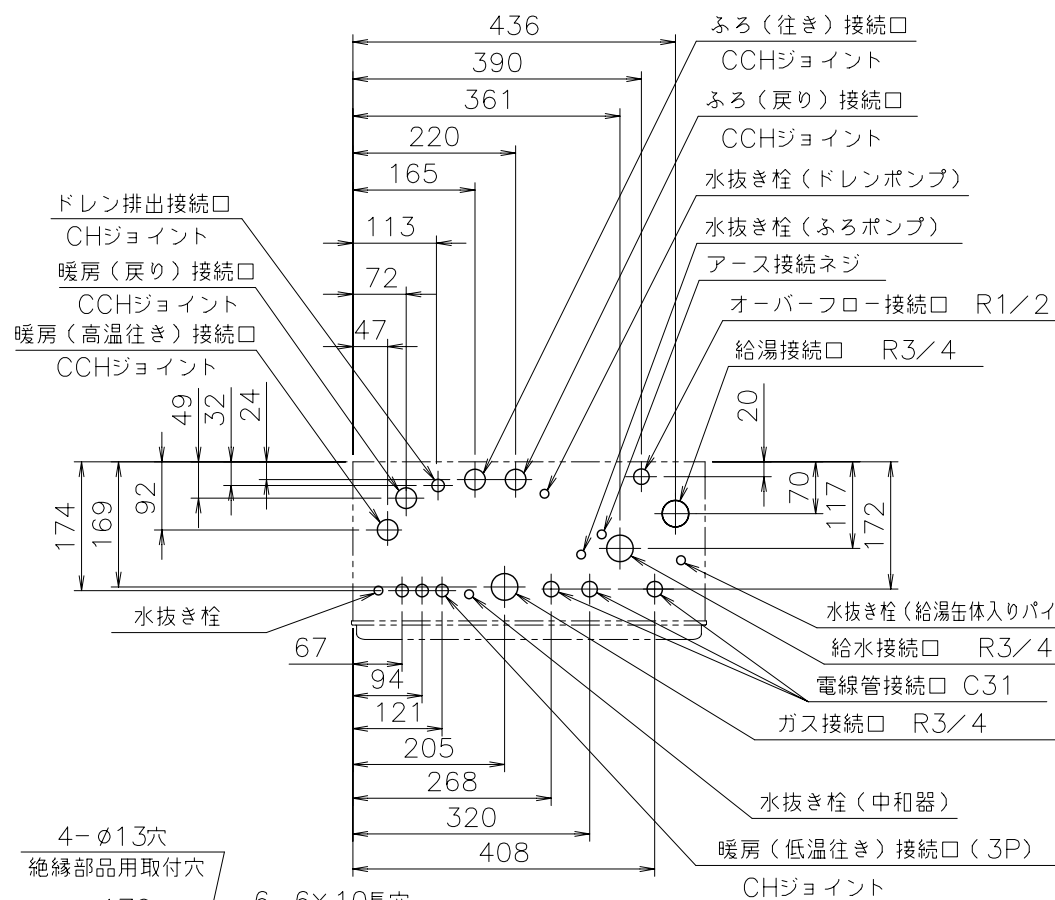 436
ふろ（往き）接続口
CCHジョイント
390
361
ふろ（戻り）接続口
CCHジョイント
220
165
水抜き栓（ドレンポンプ）
ドレン排出接続口
CHジョイント
113
水抜き栓（ふろポンプ）
暖房（戻り）接続口
CCHジョイント
72
アース接続ネジ
オーバーフロー接続口 R1/2
暖房（高温往き）接続口
CCHジョイント
47
給湯接続口 R3/4
49
32
24
20
174
169
92
70
117
172
水抜き栓
水抜き栓（給湯缶体入りパイ
67
給水接続口 R3/4
94
電線管接続口 C31
121
ガス接続口 R3/4
205
268
水抜き栓（中和器）
320
4-φ13穴
絶縁部品用取付穴
408
暖房（低温往き）接続口（3P）
CHジョイント